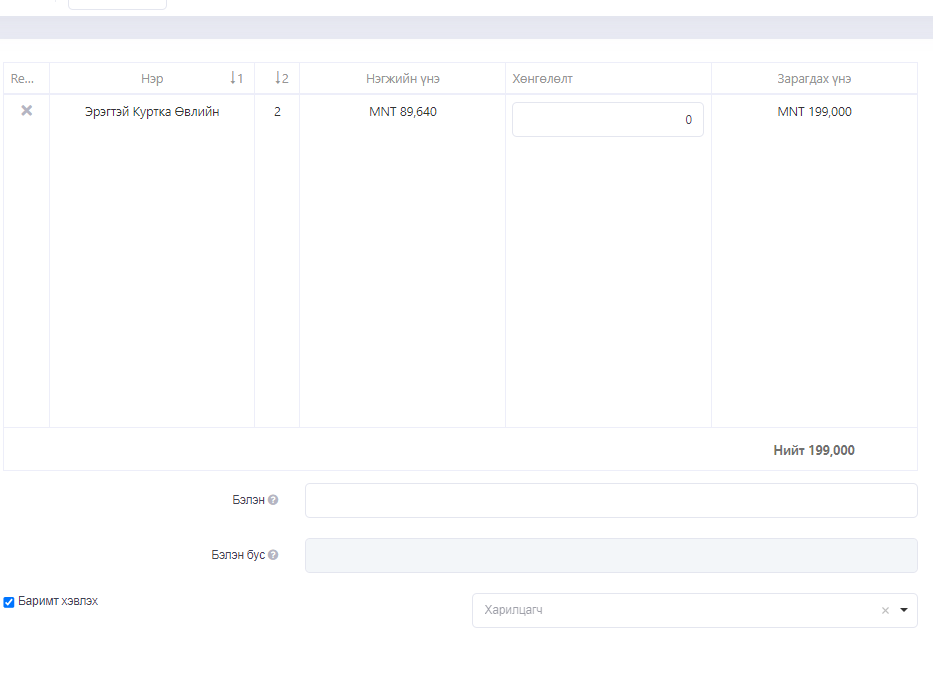 Re... Нэр ↓1 ↓2 Нэгжийн үнэ Хөнгөлөлт Зарагдах үнэ
Эрэгтэй Куртка Өвлийн 2 MNT 89,640 0 MNT 199,000
Нийт 199,000
Бэлэн
Бэлэн бус
Баримт хэвлэх
Харилцагч